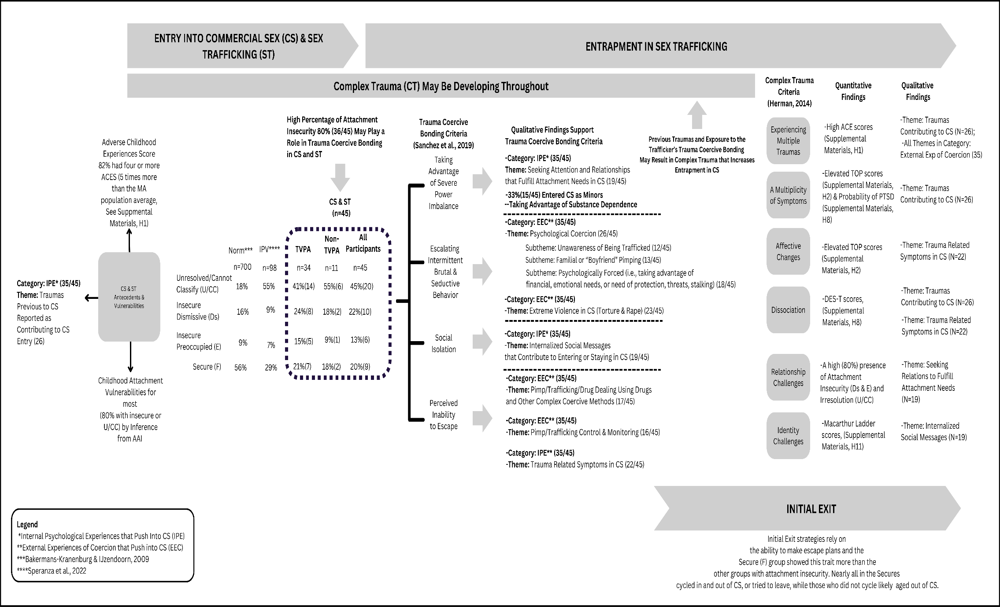 ENTRY INTO COMMERCIAL SEX (CS) & SEX
TRAFFICKING (ST)
ENTRAPMENT IN SEX TRAFFICKING
Complex Trauma (CT) May Be Developing Throughout
Adverse Childhood
Experiences Score
82% had four or more
ACES (5 times more
than the MA
population average,
See Suppmental
Materials, H1)
Category: IPE* (35/45)
Theme: Traumas
Previous to CS
Reported as
Contributing to CS
Entry (26)
CS & ST
Antecedents &
Vulnerabilities
Childhood Attachment
Vulnerabilities for
most
(80% with insecure or
U/CC) by Inference
from AAI
High Percentage of Attachment
Insecurity 80% (36/45) May Play a
Role in Trauma Coercive Bonding
in CS and ST
CS & ST
(n=45)
Norm*** IPV**** TVPA Non-TVPA All Participants
n=700 n=98 n=34 n=11 n=45
Unresolved/Cannot
Classify (U/CC) 18% 55% 41%(14) 55%(6) 45%(20)
Insecure
Dismissive (Ds) 16% 9% 24%(8) 18%(2) 22%(10)
Insecure
Preoccupied (E) 9% 7% 15%(5) 9%(1) 13%(6)
Secure (F) 56% 29% 21%(7) 18%(2) 20%(9)
Trauma Coercive
Bonding Criteria
(Sanchez et al., 2019)
Taking
Advantage
of Severe
Power
Imbalance
Escalating
Intermittent
Brutal &
Seductive
Behavior
Social
Isolation
Perceived
Inability
to Escape
Qualitative Findings Support
Trauma Coercive Bonding Criteria
-Category: IPE* (35/45)
Theme: Seeking Attention and Relationships
that Fulfill Attachment Needs in CS (19/45)
-33%(15/45) Entered CS as Minors
--Taking Advantage of Substance Dependence
-Category: EEC** (35/45)
-Theme: Psychological Coercion (26/45)
Subtheme: Unawareness of Being Trafficked (12/45)
Subtheme: Familial or “Boyfriend” Pimping (13/45)
Subtheme: Psychologically Forced (i.e., taking advantage of
financial, emotional needs, or need of protection, threats, stalking) (18/45)
-Category: EEC** (35/45)
-Theme: Extreme Violence in CS (Torture & Rape) (23/45)
-Category: IPE* (35/45)
-Theme: Internalized Social Messages
that Contribute to Entering or Staying in CS (19/45)
-Category: EEC** (35/45)
-Theme: Pimp/Trafficking/Drug Dealing Using Drugs
and Other Complex Coercive Methods (17/45)
-Category: EEC** (35/45)
-Theme: Pimp/Trafficking Control & Monitoring (16/45)
-Category: IPE** (35/45)
-Theme: Trauma Related Symptoms in CS (22/45)
Previous Traumas and Exposure to the
Trafficker's Trauma Coercive Bonding
May Result in Complex Trauma that Increases
Entrapment in CS
Complex Trauma
Criteria
(Herman, 2014)
Quantitative
Findings
Qualitative
Findings
Experiencing
Multiple
Traumas
-High ACE scores
(Supplemental
Materials, H1)
-Theme: Traumas
Contributing to CS (N=26);
-All Themes in Category:
External Exp of Coercion (35)
A Multiplicity
of Symptoms
-Elevated TOP scores
(Supplemental Materials,
H2) & Probability of PTSD
(Supplemental Materials,
H8)
-Theme: Traumas
Contributing to CS (N=26)
Affective
Changes
-Elevated TOP scores
(Supplemental
Materials, H2)
-Theme: Trauma Related
Symptoms in CS (N=22)
Dissociation
-DES-T scores,
(Supplemental
Materials, H8)
-Theme: Traumas
Contributing to CS (N=26)
-Theme: Trauma Related
Symptoms in CS (N=22)
Relationship
Challenges
-A high (80%) presence
of Attachment
Insecurity (Ds & E) and
Irresolution (U/CC)
-Theme: Seeking
Relations to Fulfill
Attachment Needs
(N=19)
Identity
Challenges
-Macarthur Ladder
scores, (Supplemental
Materials, H11)
-Theme: Internalized
Social Messages (N=19)
INITIAL EXIT
Initial Exit strategies rely on
the ability to make escape plans and the
Secure (F) group showed this trait more than the
other groups with attachment insecurity. Nearly all in the Secures
cycled in and out of CS, or tried to leave, while those who did not cycle likely aged out of CS.
Legend
*Internal Psychological Experiences that Push Into CS (IPE)
**External Experiences of Coercion that Push into CS (EEC)
***Bakermans-Kranenburg & IJzendoorn, 2009
****Speranza et al., 2022